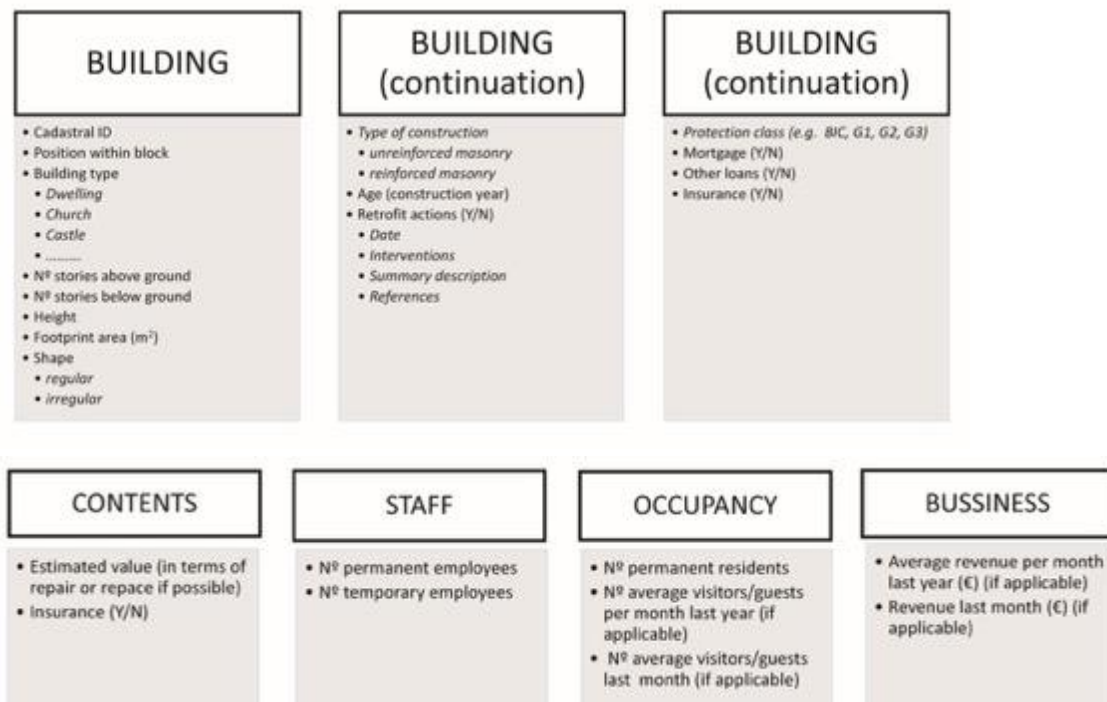 BUILDING
• Cadastral ID
• Position within block
• Building type
• Dwelling
• Church
• Castle
• ..........
• Nº stories above ground
• Nº stories below ground
• Height
• Footprint area (m²)
• Shape
• regular
• irregular
BUILDING
(continuation)
• Type of construction
• unreinforced masonry
• reinforced masonry
• Age (construction year)
• Retrofit actions (Y/N)
• Date
• Interventions
• Summary description
• References
BUILDING
(continuation)
• Protection class (e.g. BIC, G1, G2, G3)
• Mortgage (Y/N)
• Other loans (Y/N)
• Insurance (Y/N)
CONTENTS
• Estimated value (in terms of
repair or repace if possible)
• Insurance (Y/N)
STAFF
• Nº permanent employees
• Nº temporary employees
OCCUPANCY
• Nº permanent residents
• Nº average visitors/guests
per month last year (if
applicable)
• Nº average visitors/guests
last month (if applicable)
BUSSINESS
• Average revenue per month
last year (€) (if applicable)
• Revenue last month (€) (if
applicable)